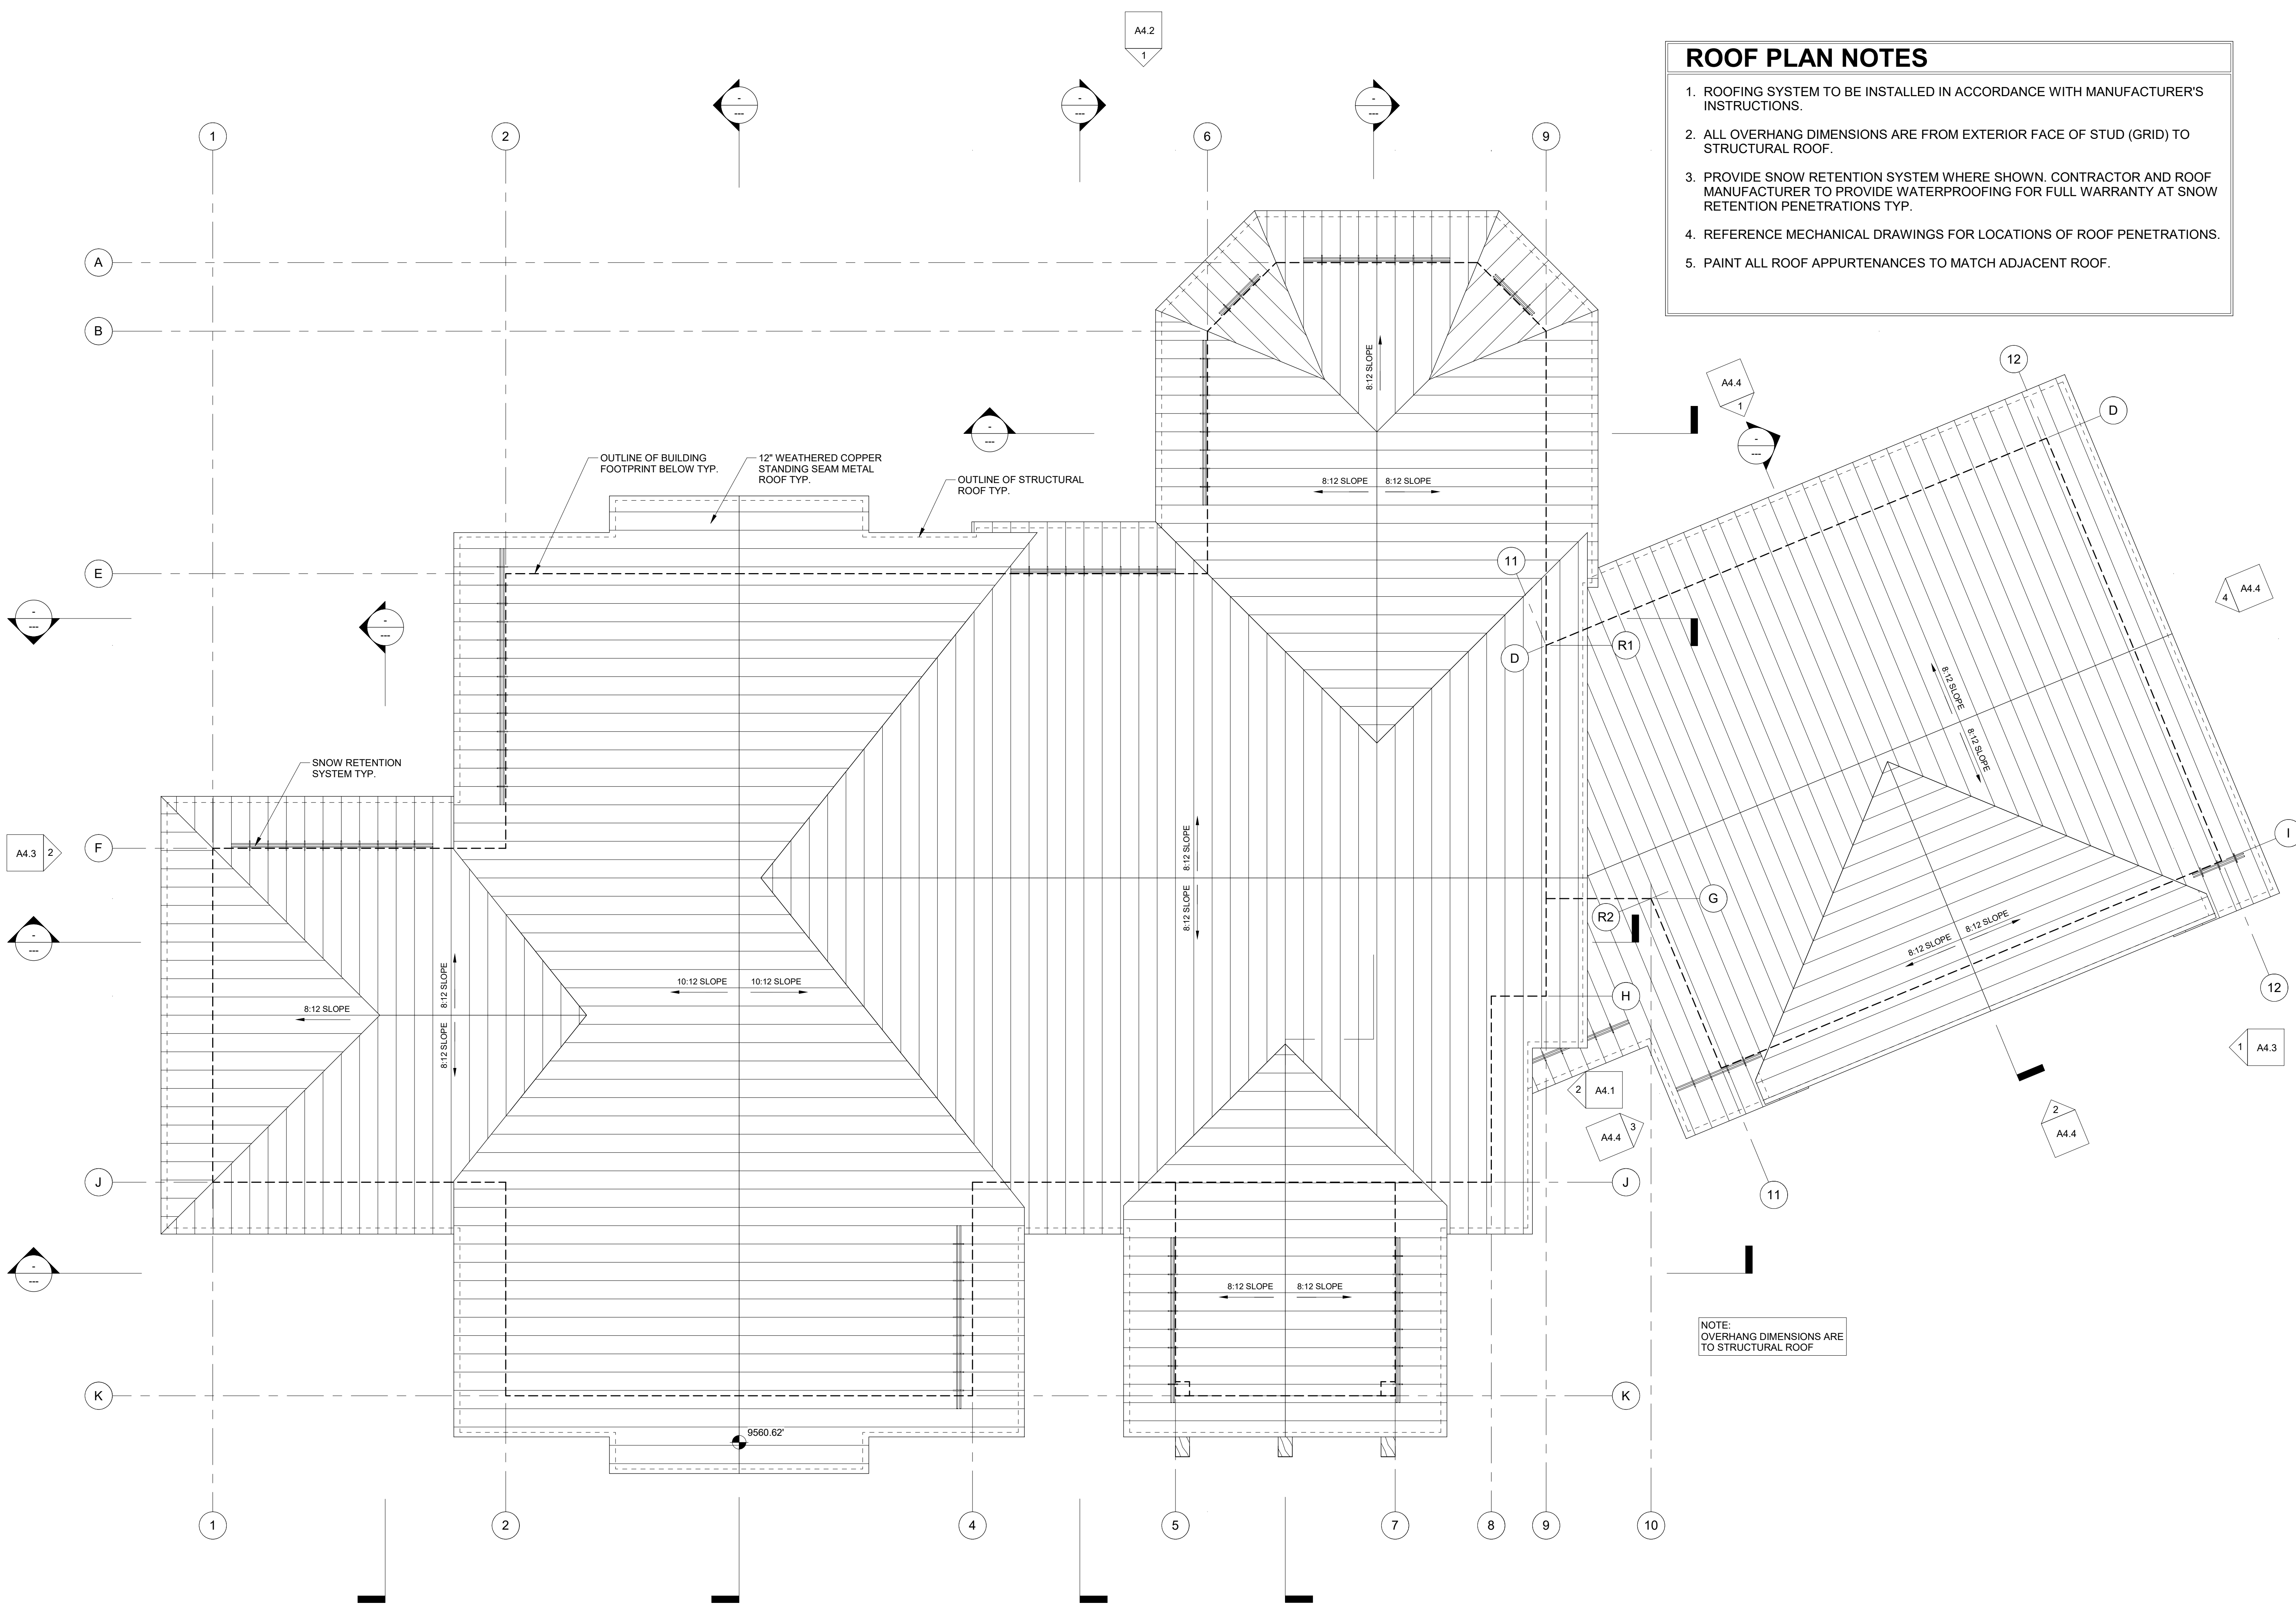 A4.2
1
ROOF PLAN NOTES
1. ROOFING SYSTEM TO BE INSTALLED IN ACCORDANCE WITH MANUFACTURER'S
INSTRUCTIONS.
2. ALL OVERHANG DIMENSIONS ARE FROM EXTERIOR FACE OF STUD (GRID) TO
STRUCTURAL ROOF.
3. PROVIDE SNOW RETENTION SYSTEM WHERE SHOWN. CONTRACTOR AND ROOF
MANUFACTURER TO PROVIDE WATERPROOFING FOR FULL WARRANTY AT SNOW
RETENTION PENETRATIONS TYP.
4. REFERENCE MECHANICAL DRAWINGS FOR LOCATIONS OF ROOF PENETRATIONS.
5. PAINT ALL ROOF APPURTENANCES TO MATCH ADJACENT ROOF.
-
---
-
---
-
---
1
2
6
9
A
B
8:12 SLOPE
12
A4.4
1
D
-
---
-
---
OUTLINE OF BUILDING
FOOTPRINT BELOW TYP.
12" WEATHERED COPPER
STANDING SEAM METAL
ROOF TYP.
OUTLINE OF STRUCTURAL
ROOF TYP.
8:12 SLOPE
8:12 SLOPE
11
E
A4.4
4
-
---
-
---
D
R1
8:12 SLOPE
8:12 SLOPE
SNOW RETENTION
SYSTEM TYP.
A4.3
2
F
8:12 SLOPE
8:12 SLOPE
I
G
R2
-
---
8:12 SLOPE
8:12 SLOPE
8:12 SLOPE
8:12 SLOPE
8:12 SLOPE
10:12 SLOPE
10:12 SLOPE
H
12
1
A4.3
2
A4.1
A4.4
3
2
A4.4
J
J
11
-
---
8:12 SLOPE
8:12 SLOPE
NOTE:
OVERHANG DIMENSIONS ARE
TO STRUCTURAL ROOF
K
K
9560.62'
1
2
4
5
7
8
9
10